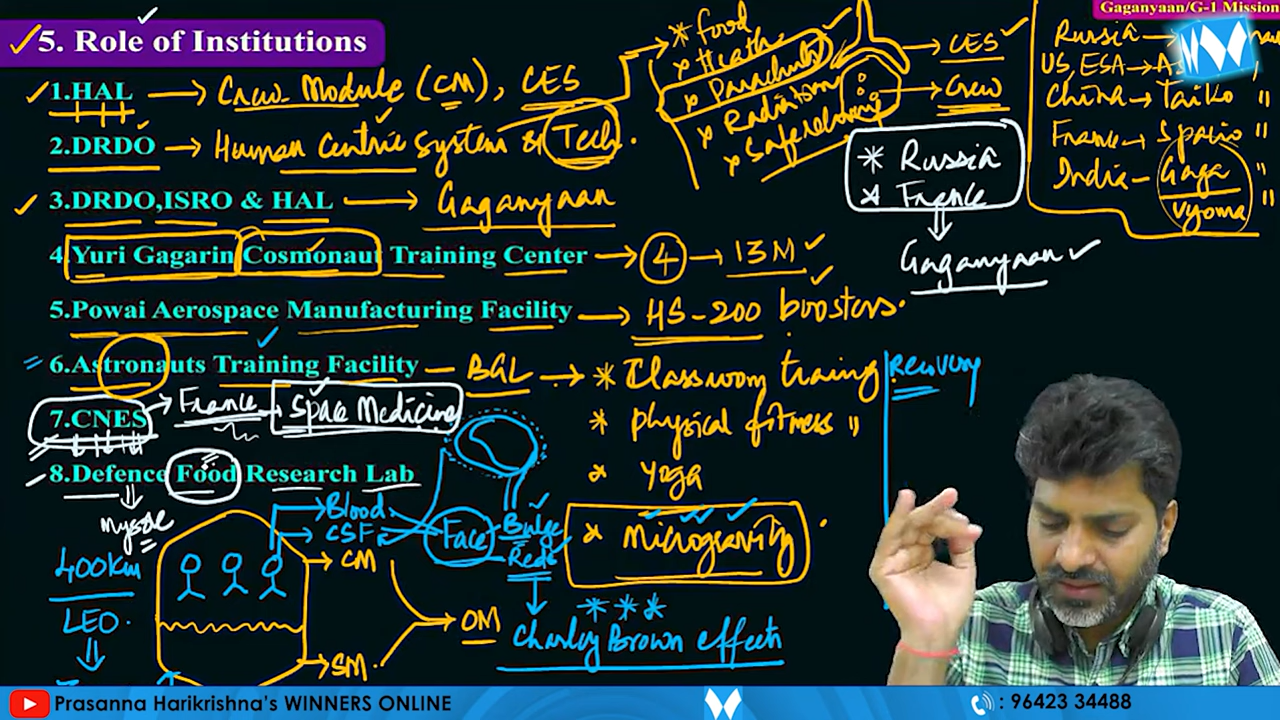 Gaganyaan/G-1 Mission
5. Role of Institutions
1.HAL → Crew Module (CM), CES
2.DRDO → Human Centric System & Tech.
* Food
* Heath
* Parachute
* Radiation
CES
Crew
3.DRDO,ISRO & HAL → Gaganyaan
4.Yuri Gagarin Cosmonaut Training Center → 4 → 13M
5.Powai Aerospace Manufacturing Facility → HS-200 boosters.
6.Astronauts Training Facility – BGL → * Classroom traing
* physical fitness "
* Yoga
* Microgravity
7.CNES → France – Space Medicine
8.Defence Food Research Lab
Mysore
* Russia
* France
Gaganyaan
Russia →
US, ESA → As
China → Taiko "
France → Spatio "
India – Gaga "
Vyoma "
Recovery
Blood
CSF
Face
Bulge
Reds
Charley Brown effects
* * *
400km
LEO.
CM
SM
OM
Prasanna Harikrishna's WINNERS ONLINE
: 96423 34488